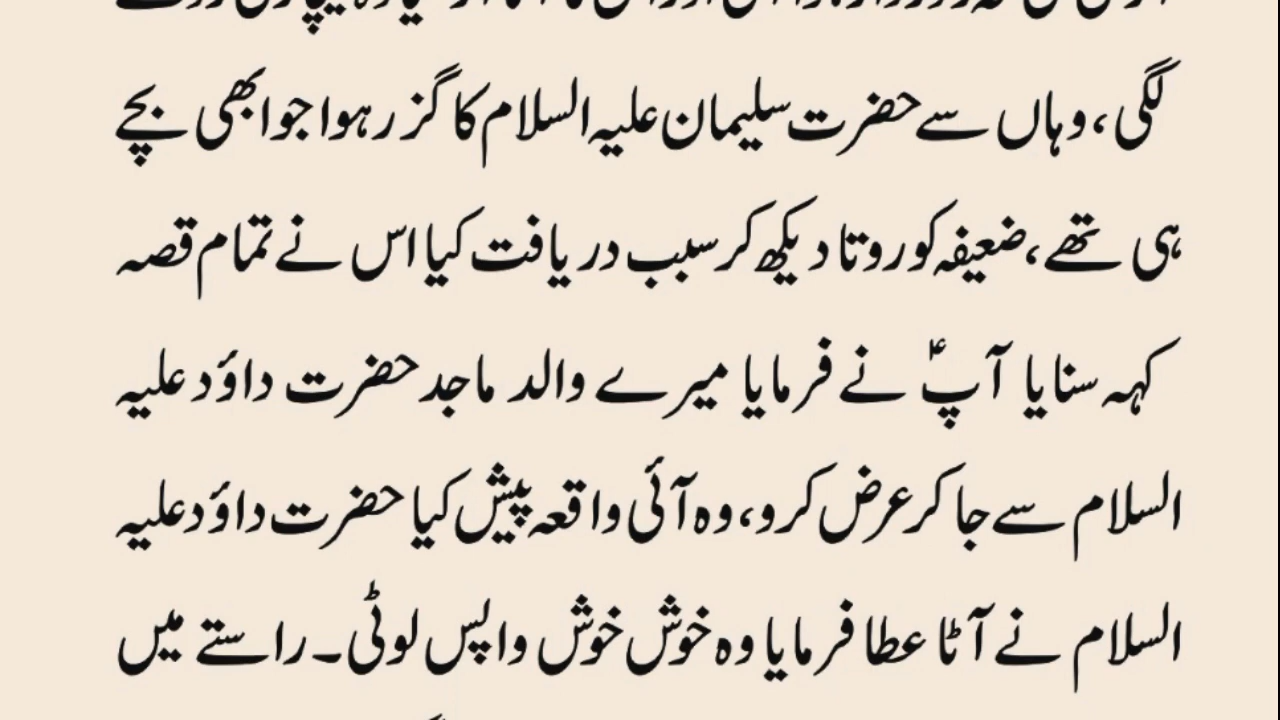 لگی، وہاں سے حضرت سلیمان علیہ السلام کا گزر ہوا جو ابھی بچے
ہی تھے، ضعیفہ کو روتا دیکھ کر سبب دریافت کیا اس نے تمام قصہ
کہہ سنایا آپؑ نے فرمایا میرے والد ماجد حضرت داؤد علیہ
السلام سے جا کر عرض کرو، وہ آئی واقعہ پیش کیا حضرت داؤد علیہ
السلام نے آٹا عطا فرمایا وہ خوش خوش واپس لوٹی۔ راستے میں